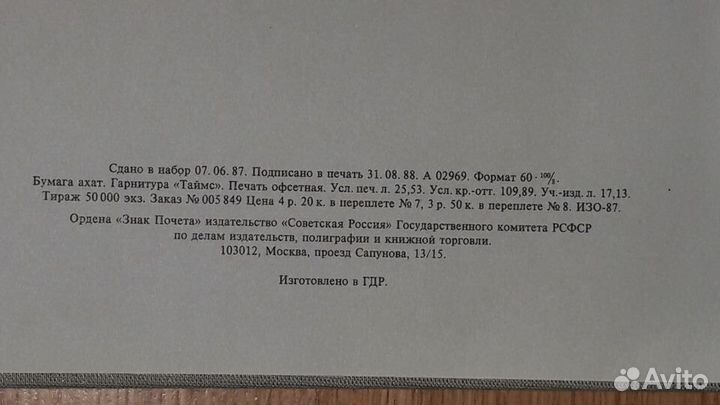 Сдано в набор 07. 06. 87. Подписано в печать 31. 08. 88. А 02969. Формат 60 · 100/8.
Бумага ахат. Гарнитура «Таймс». Печать офсетная. Усл. печ. л. 25,53. Усл. кр.-отт. 109,89. Уч.-изд. л. 17,13.
Тираж 50 000 экз. Заказ № 005 849 Цена 4 р. 20 к. в переплете № 7, 3 р. 50 к. в переплете № 8. ИЗО-87.
Ордена «Знак Почета» издательство «Советская Россия» Государственного комитета РСФСР
по делам издательств, полиграфии и книжной торговли.
103012, Москва, проезд Сапунова, 13/15.
Изготовлено в ГДР.
Avito